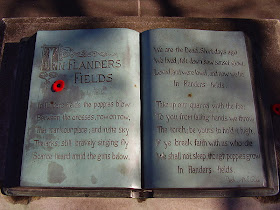 IN FLANDERS
FIELDS
In Flanders fields the poppies blow
Between the crosses, row on row,
That mark our place; and in the sky
The larks, still bravely singing, fly
Scarce heard amid the guns below.
We are the Dead. Short days ago
We lived, felt dawn, saw sunset glow,
Loved and were loved, and now we lie
In Flanders fields.
Take up our quarrel with the foe:
To you from failing hands we throw
The torch; be yours to hold it high.
If ye break faith with us who die
We shall not sleep, though poppies grow
In Flanders fields.